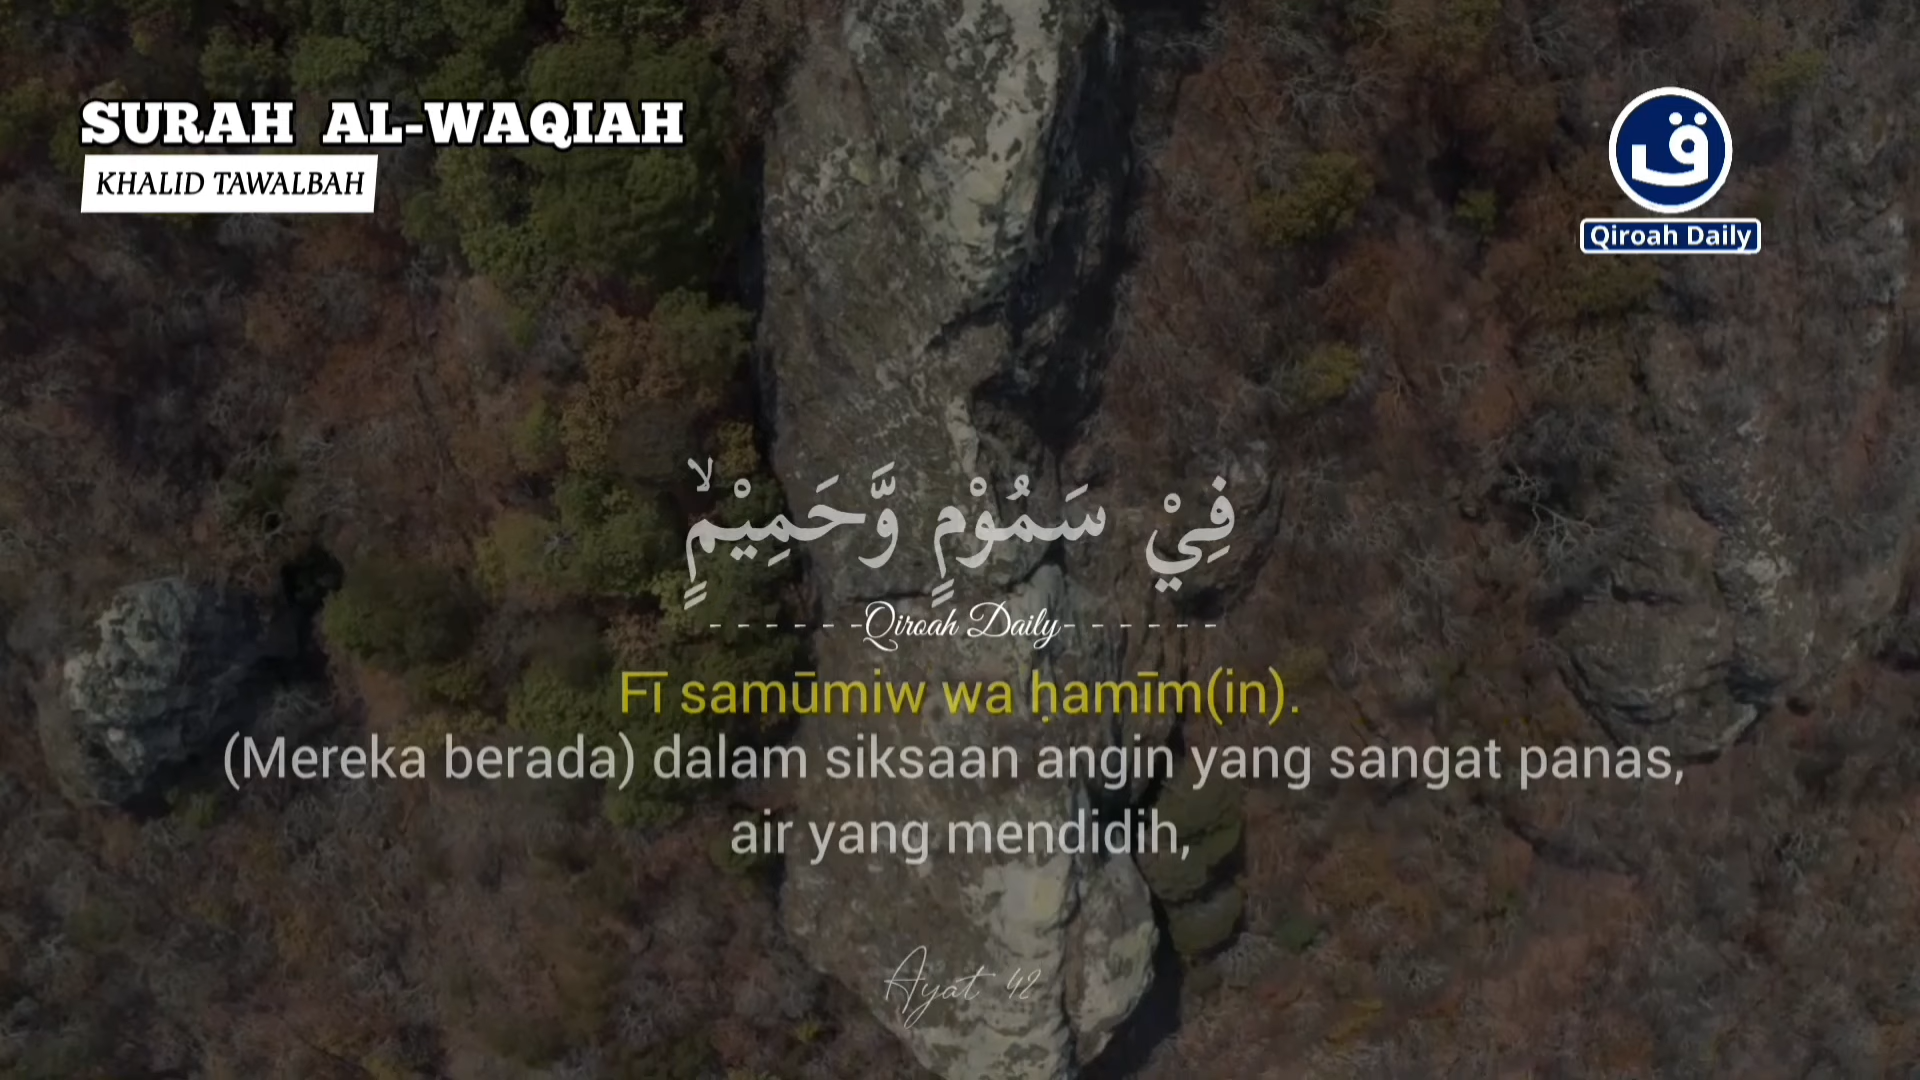 SURAH AL-WAQIAH
KHALID TAWALBAH
ق
Qiroah Daily
فِيْ سَمُوْمٍ وَّحَمِيْمٍۙ
- - - - - -Qiroah Daily- - - - - -
Fī samūmiw wa ḥamīm(in).
(Mereka berada) dalam siksaan angin yang sangat panas,
air yang mendidih,
Ayat 42